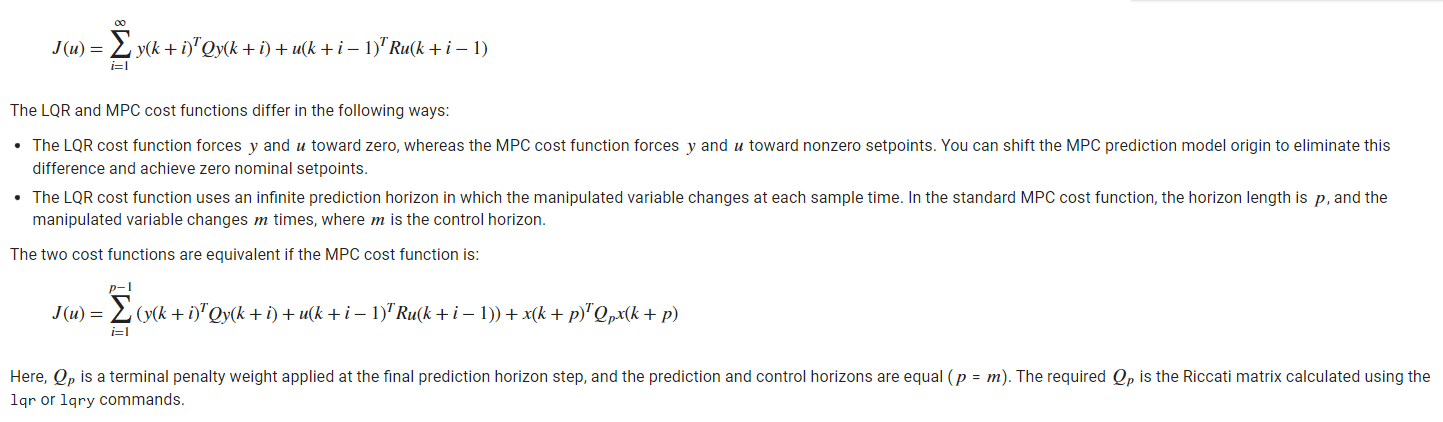 J(u) = ∞∑i=1 y(k + i)ᵀQy(k + i) + u(k + i − 1)ᵀRu(k + i − 1)
The LQR and MPC cost functions differ in the following ways:
• The LQR cost function forces y and u toward zero, whereas the MPC cost function forces y and u toward nonzero setpoints. You can shift the MPC prediction model origin to eliminate this
difference and achieve zero nominal setpoints.
• The LQR cost function uses an infinite prediction horizon in which the manipulated variable changes at each sample time. In the standard MPC cost function, the horizon length is p, and the
manipulated variable changes m times, where m is the control horizon.
The two cost functions are equivalent if the MPC cost function is:
J(u) = p−1∑i=1 (y(k + i)ᵀQy(k + i) + u(k + i − 1)ᵀRu(k + i − 1)) + x(k + p)ᵀQₚx(k + p)
Here, Qₚ is a terminal penalty weight applied at the final prediction horizon step, and the prediction and control horizons are equal (p = m). The required Qₚ is the Riccati matrix calculated using the
lqr or lqry commands.